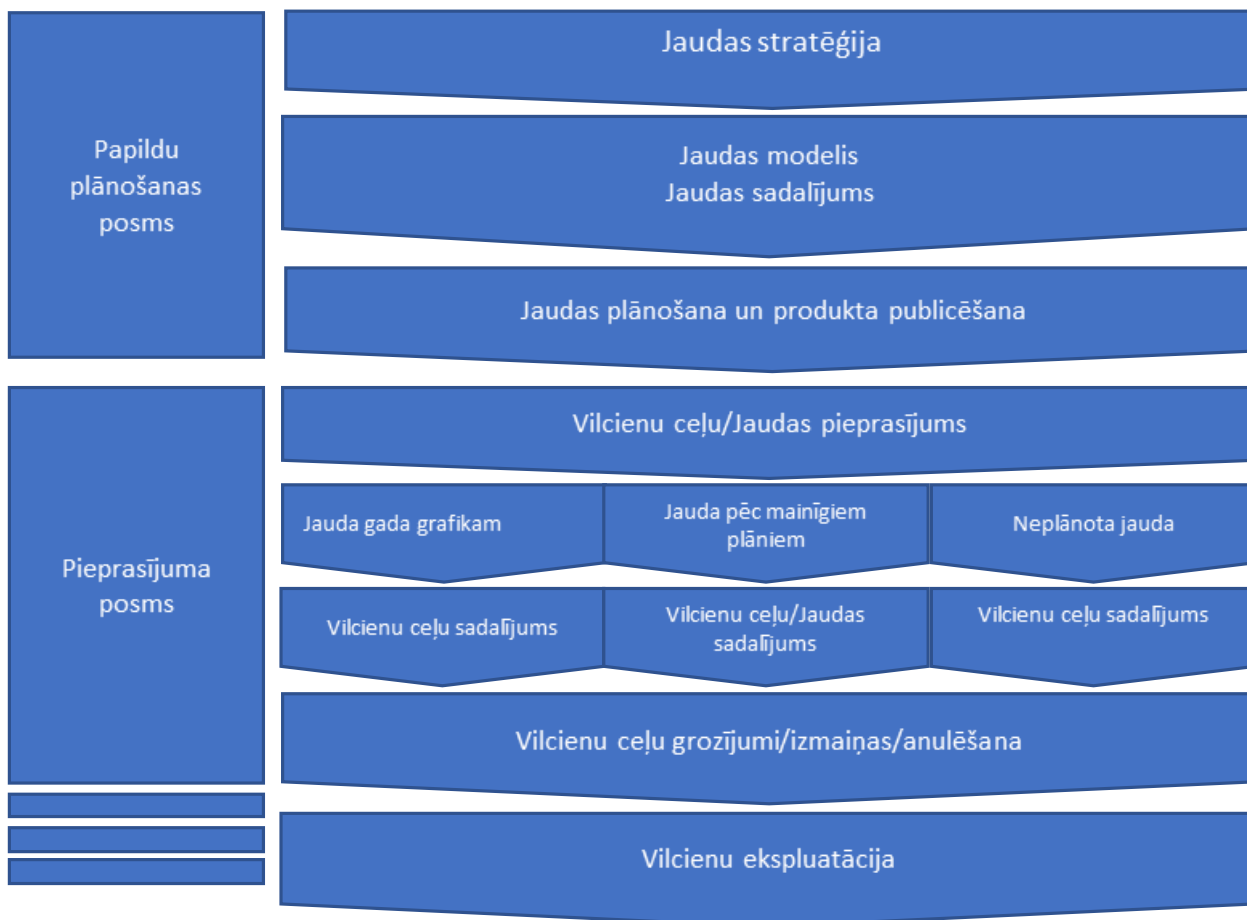 Papildu
plānošanas
posms
Jaudas stratēģija
Jaudas modelis
Jaudas sadalījums
Jaudas plānošana un produkta publicēšana
Pieprasījuma
posms
Vilcienu ceļu/Jaudas pieprasījums
Jauda gada grafikam
Jauda pēc mainīgiem
plāniem
Neplānota jauda
Vilcienu ceļu sadalījums
Vilcienu ceļu/Jaudas
sadalījums
Vilcienu ceļu sadalījums
Vilcienu ceļu grozījumi/izmaiņas/anulēšana
Vilcienu ekspluatācija